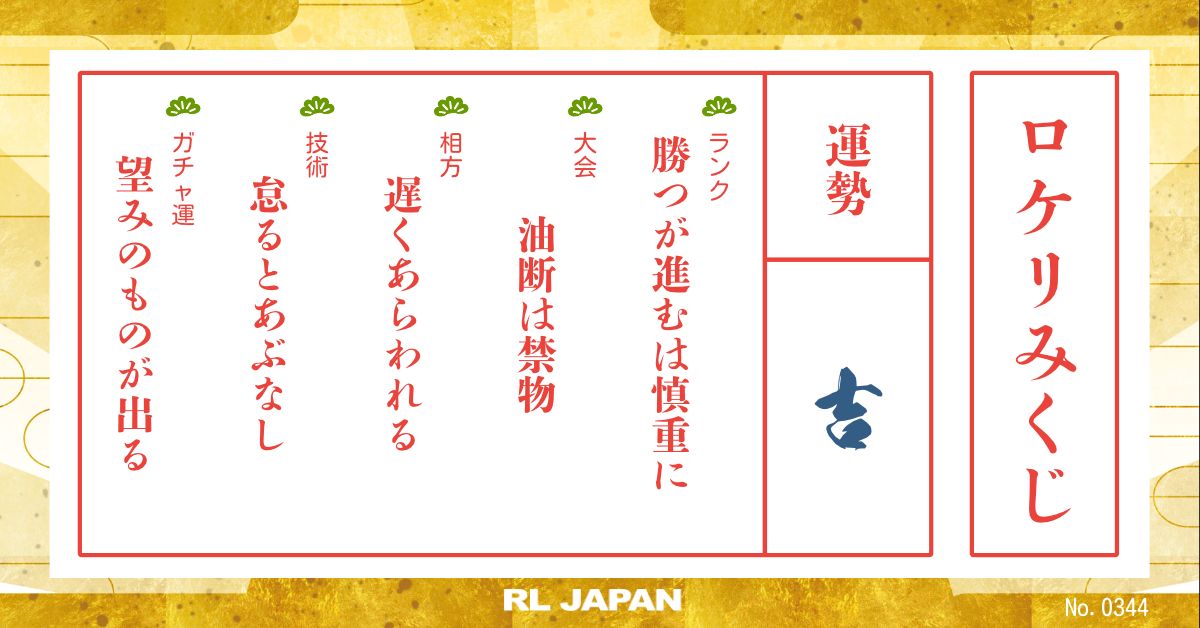 ロケリみくじ
運勢
吉
ランク
勝つが進むは慎重に
大会
油断は禁物
相方
遅くあらわれる
技術
怠るとあぶなし
ガチャ運
望みのものが出る
RL JAPAN
No. 0344